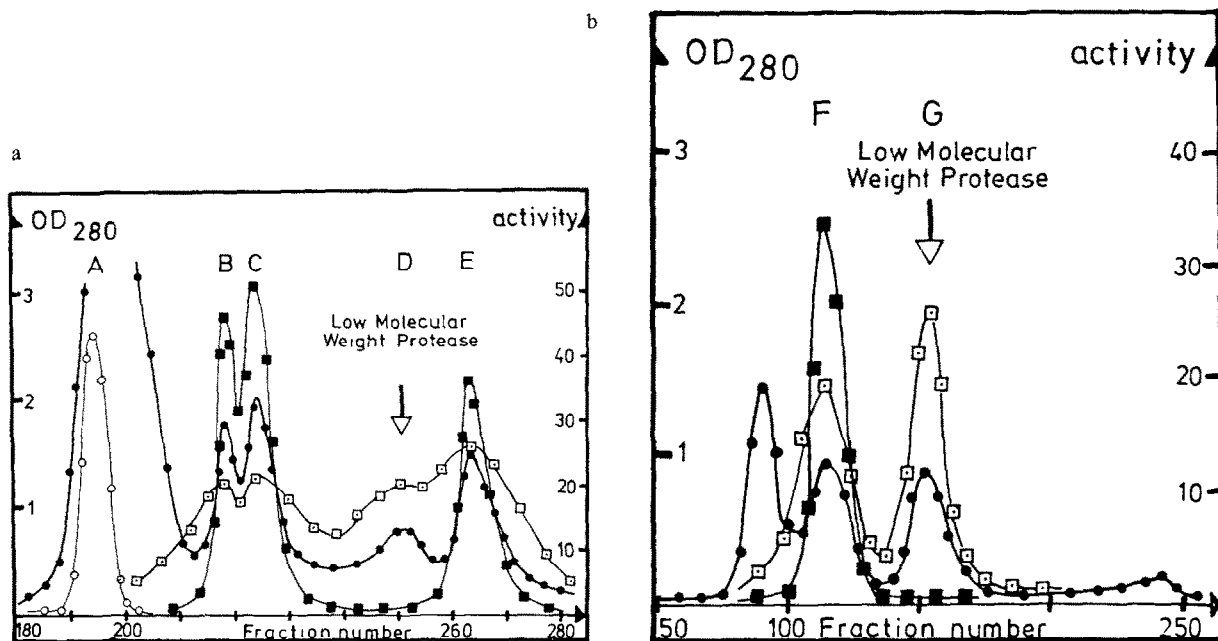 a
OD280 activity
A B C D E
3 50
Low Molecular
Weight Protease
40
2 30
20
1
10
180 200 Fraction number 260 280
b
OD280 activity
F G
3 40
Low Molecular
Weight Protease
30
2
20
1
10
50 100 Fraction number 250